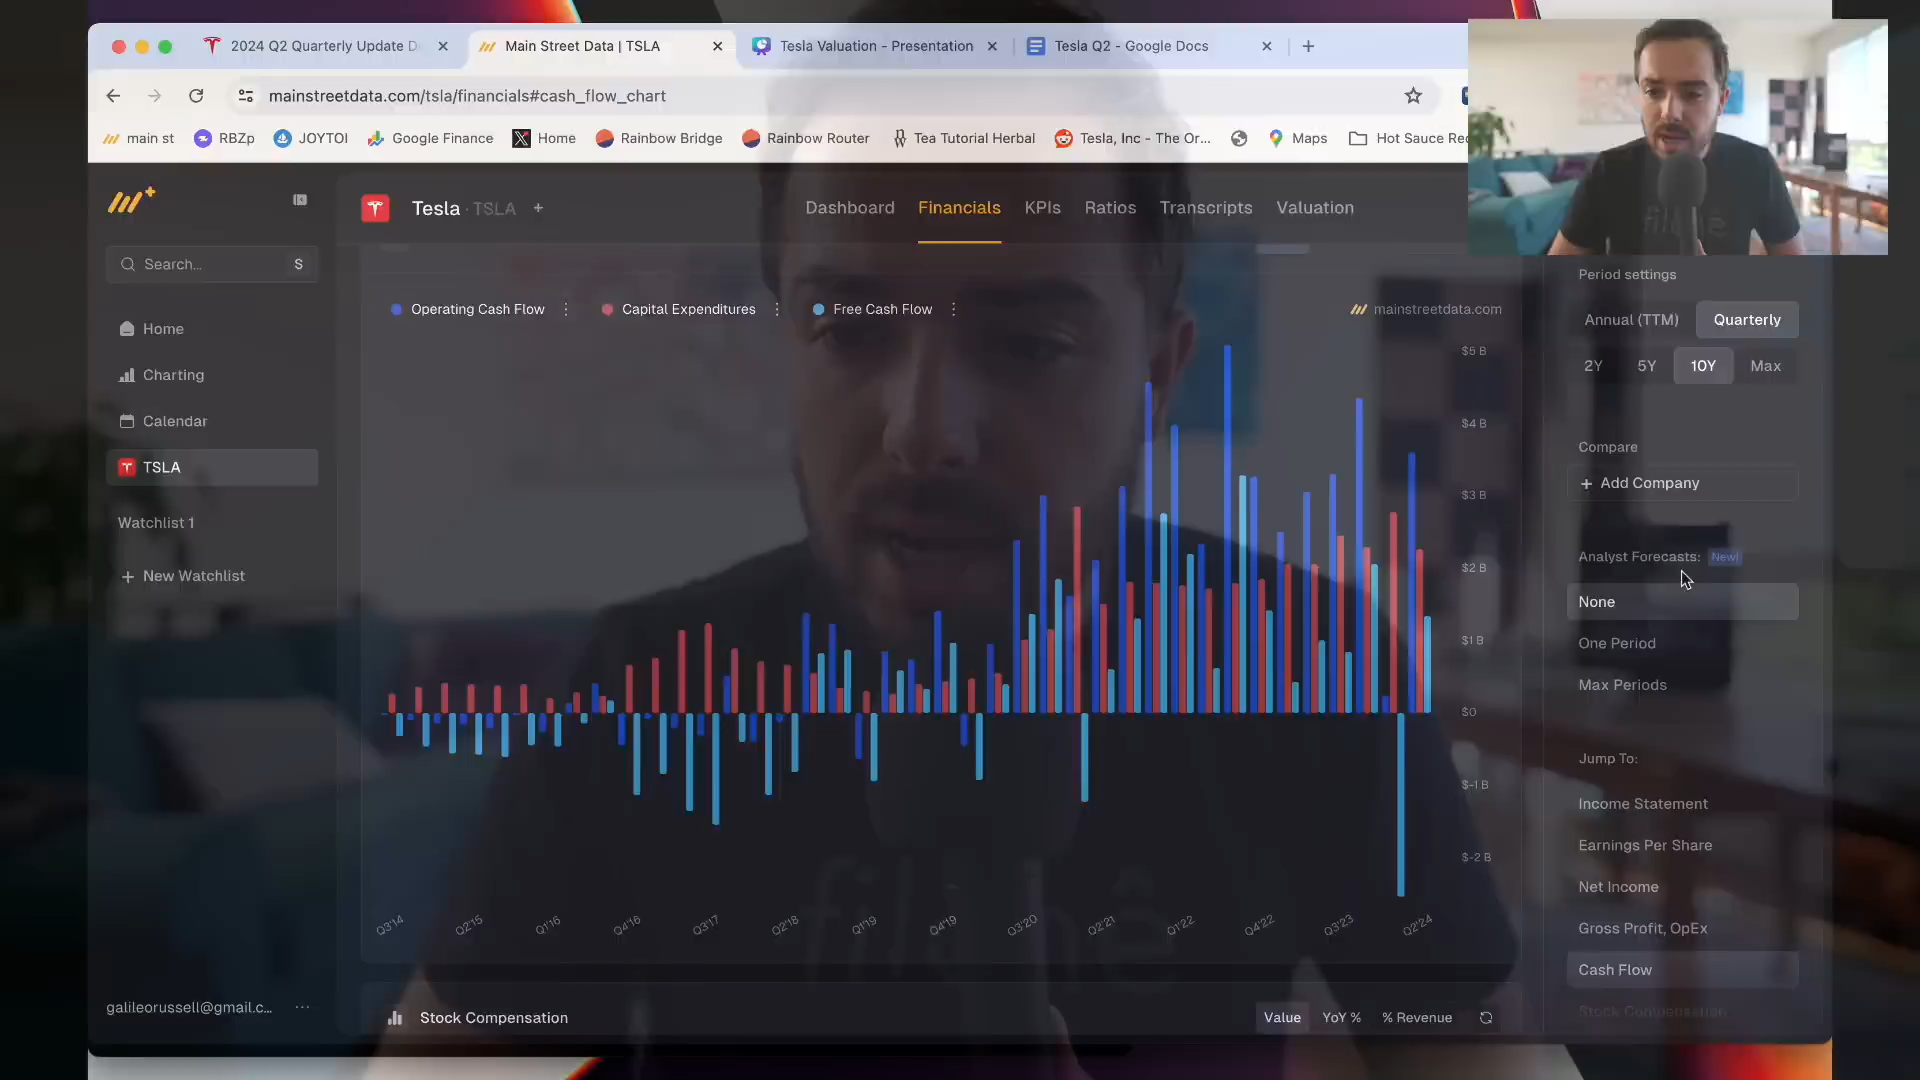 2024 Q2 Quarterly Update D
Main Street Data | TSLA
Tesla Valuation - Presentation
Tesla Q2 - Google Docs
mainstreetdata.com/tsla/financials#cash_flow_chart
main st
RBZp
JOYTOI
Google Finance
Home
Rainbow Bridge
Rainbow Router
Tea Tutorial Herbal
Tesla, Inc - The Or...
Maps
Hot Sauce Rec
Tesla · TSLA +
Dashboard
Financials
KPIs
Ratios
Transcripts
Valuation
Search...
S
Home
Charting
Calendar
TSLA
Watchlist 1
+ New Watchlist
galileorussell@gmail.c...
Operating Cash Flow
Capital Expenditures
Free Cash Flow
mainstreetdata.com
$5 B
$4 B
$3 B
$2 B
$1 B
$0
$-1 B
$-2 B
Q3'14
Q2'15
Q1'16
Q4'16
Q3'17
Q2'18
Q1'19
Q4'19
Q3'20
Q2'21
Q1'22
Q4'22
Q3'23
Q2'24
Stock Compensation
Value
YoY %
% Revenue
Period settings
Annual (TTM)
Quarterly
2Y
5Y
10Y
Max
Compare
+ Add Company
Analyst Forecasts: New!
None
One Period
Max Periods
Jump To:
Income Statement
Earnings Per Share
Net Income
Gross Profit, OpEx
Cash Flow
Stock Compensation